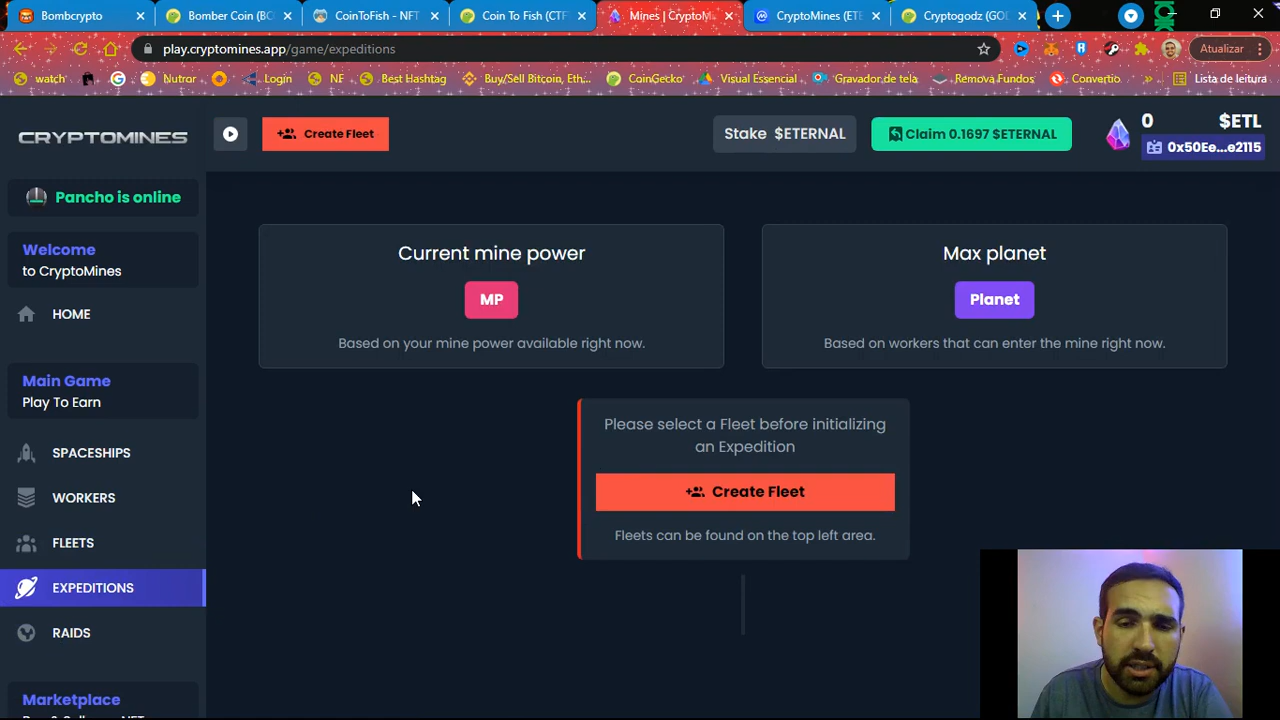 Bombcrypto
Bomber Coin (BC
CoinToFish - NFT
Coin To Fish (CTF
Mines | CryptoM
CryptoMines (ETE
Cryptogodz (GOD
play.cryptomines.app/game/expeditions
Atualizar
watch
Nutror
Login
NF
Best Hashtag
Buy/Sell Bitcoin, Eth...
CoinGecko
Visual Essencial
Gravador de tela
Remova Fundos
Convertio
»
Lista de leitura
CRYPTOMINES
Create Fleet
Stake $ETERNAL
Claim 0.1697 $ETERNAL
0 $ETL
0x50Ee...e2115
Pancho is online
Welcome
to CryptoMines
HOME
Main Game
Play To Earn
SPACESHIPS
WORKERS
FLEETS
EXPEDITIONS
RAIDS
Marketplace
Current mine power
MP
Based on your mine power available right now.
Max planet
Planet
Based on workers that can enter the mine right now.
Please select a Fleet before initializing
an Expedition
Create Fleet
Fleets can be found on the top left area.